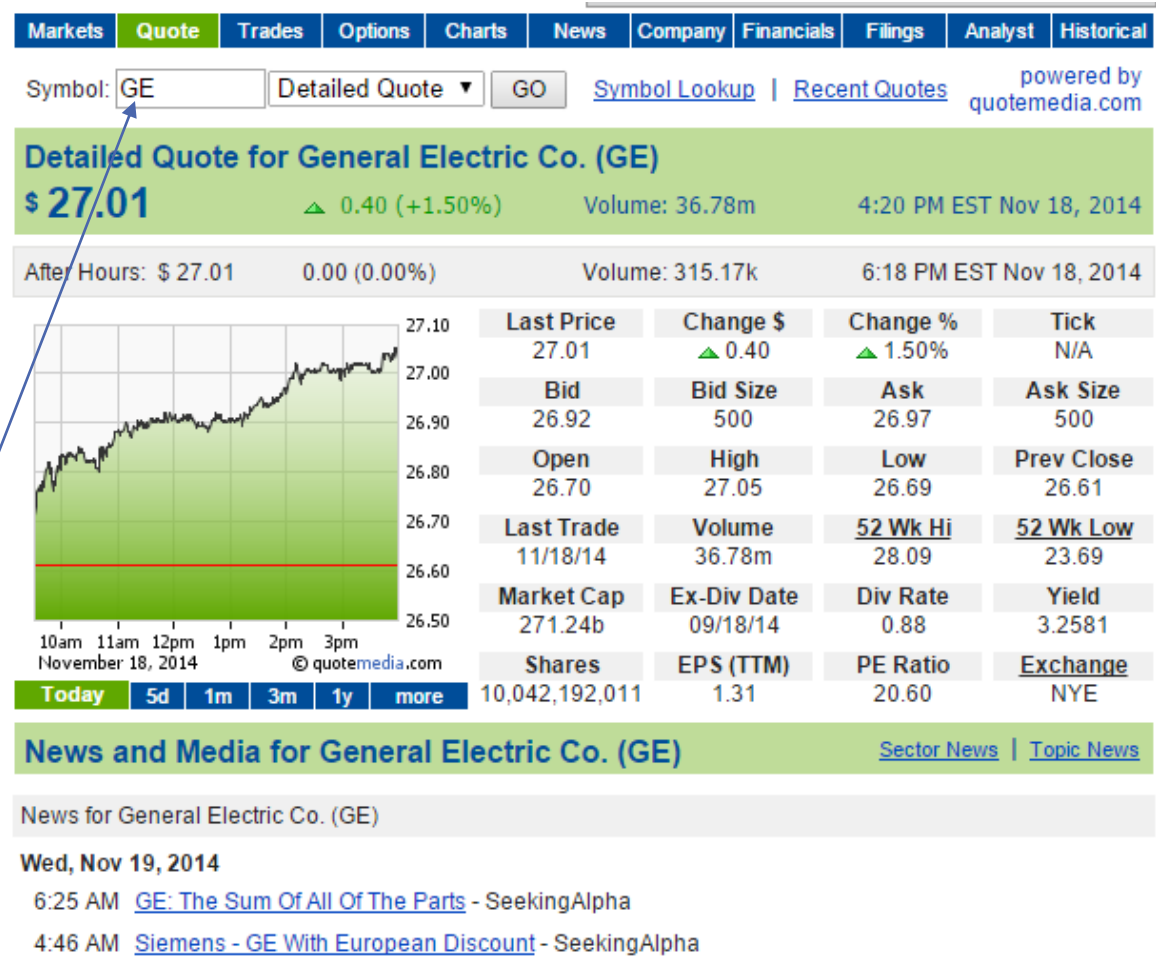 Markets Quote Trades Options Charts News Company Financials Filings Analyst Historical
Symbol: GE Detailed Quote ▼ GO Symbol Lookup | Recent Quotes powered by
quotemedia.com
Detailed Quote for General Electric Co. (GE)
$ 27.01 0.40 (+1.50%) Volume: 36.78m 4:20 PM EST Nov 18, 2014
After Hours: $ 27.01 0.00 (0.00%) Volume: 315.17k 6:18 PM EST Nov 18, 2014
27.10
27.00
26.90
26.80
26.70
26.60
26.50
10am 11am 12pm 1pm 2pm 3pm
November 18, 2014 © quotemedia.com
Today 5d 1m 3m 1y more
Last Price Change $ Change % Tick
27.01 0.40 1.50% N/A
Bid Bid Size Ask Ask Size
26.92 500 26.97 500
Open High Low Prev Close
26.70 27.05 26.69 26.61
Last Trade Volume 52 Wk Hi 52 Wk Low
11/18/14 36.78m 28.09 23.69
Market Cap Ex-Div Date Div Rate Yield
271.24b 09/18/14 0.88 3.2581
Shares EPS (TTM) PE Ratio Exchange
10,042,192,011 1.31 20.60 NYE
News and Media for General Electric Co. (GE) Sector News | Topic News
News for General Electric Co. (GE)
Wed, Nov 19, 2014
6:25 AM GE: The Sum Of All Of The Parts - SeekingAlpha
4:46 AM Siemens - GE With European Discount - SeekingAlpha